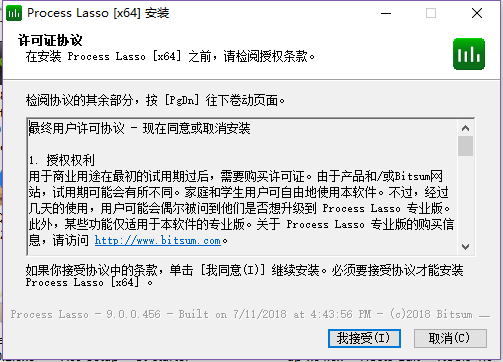 Process Lasso [x64] 安装
许可证协议
在安装 Process Lasso [x64] 之前，请检阅授权条款。
检阅协议的其余部分，按 [PgDn] 往下卷动页面。
最终用户许可协议 - 现在同意或取消安装
1. 授权权利
用于商业用途在最初的试用期过后，需要购买许可证。由于产品和/或Bitsum网
站，试用期可能会有所不同。家庭和学生用户可自由地使用本软件。不过，经过
几天的使用，用户可能会偶尔被问到他们是否想升级到 Process Lasso 专业版。
此外，某些功能仅适用于本软件的专业版。关于 Process Lasso 专业版的购买信
息，请访问 http://www.bitsum.com。
如果你接受协议中的条款，单击 [我同意(I)] 继续安装。必须要接受协议才能安装
Process Lasso [x64] 。
Process Lasso - 9.0.0.456 - Built on 7/11/2018 at 4:43:56 PM - (c)2018 Bitsum
我接受(I)
取消(C)